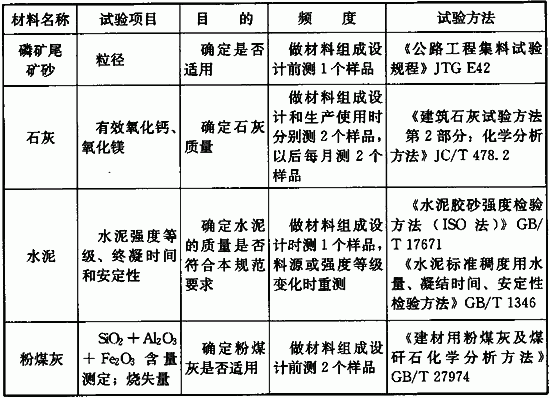 材料名称 试验项目 目的 频度 试验方法
磷矿尾矿砂 粒径 确定是否适用 做材料组成设计前测1个样品 《公路工程集料试验规程》JTG E42
石灰 有效氧化钙、氧化镁 确定石灰质量 做材料组成设计和生产使用时分别测2个样品，以后每月测2个样品 《建筑石灰试验方法 第2部分：化学分析方法》JC/T 478.2
水泥 水泥强度等级、终凝时间和安定性 确定水泥的质量是否符合本规范要求 做材料组成设计时测1个样品，料源或强度等级变化时重测 《水泥胶砂强度检验方法（ISO法）》GB/T 17671 《水泥标准稠度用水量、凝结时间、安定性检验方法》GB/T 1346
粉煤灰 SiO₂＋Al₂O₃＋Fe₂O₃含量测定；烧失量 确定粉煤灰是否适用 做材料组成设计前测2个样品 《建材用粉煤灰及煤矸石化学分析方法》GB/T 27974